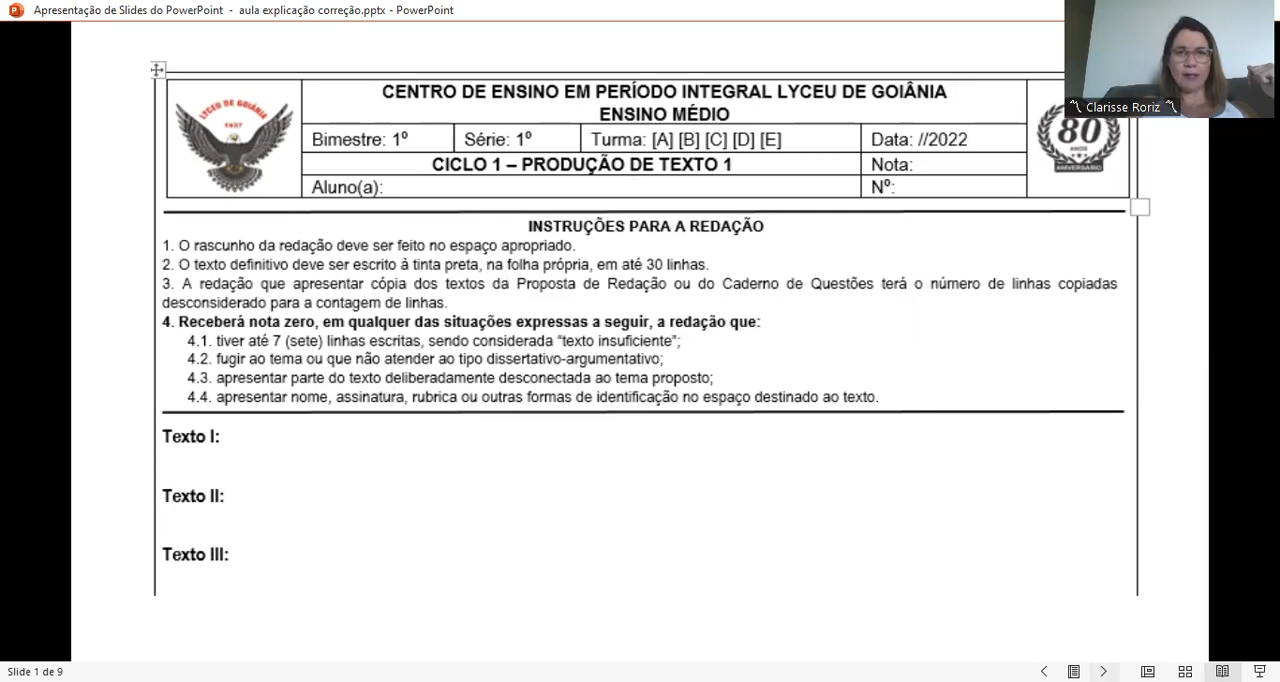 Apresentação de Slides do PowerPoint - aula explicação correção.pptx - PowerPoint
Clarisse Roriz
LYCEU DE GOIÂNIA
1937
CENTRO DE ENSINO EM PERÍODO INTEGRAL LYCEU DE GOIÂNIA
ENSINO MÉDIO
80
ANOS
ANIVERSÁRIO
Bimestre: 1º Série: 1º Turma: [A] [B] [C] [D] [E] Data: //2022
CICLO 1 – PRODUÇÃO DE TEXTO 1 Nota:
Aluno(a): Nº:
INSTRUÇÕES PARA A REDAÇÃO
1. O rascunho da redação deve ser feito no espaço apropriado.
2. O texto definitivo deve ser escrito à tinta preta, na folha própria, em até 30 linhas.
3. A redação que apresentar cópia dos textos da Proposta de Redação ou do Caderno de Questões terá o número de linhas copiadas
desconsiderado para a contagem de linhas.
4. Receberá nota zero, em qualquer das situações expressas a seguir, a redação que:
4.1. tiver até 7 (sete) linhas escritas, sendo considerada “texto insuficiente”;
4.2. fugir ao tema ou que não atender ao tipo dissertativo-argumentativo;
4.3. apresentar parte do texto deliberadamente desconectada ao tema proposto;
4.4. apresentar nome, assinatura, rubrica ou outras formas de identificação no espaço destinado ao texto.
Texto I:
Texto II:
Texto III:
Slide 1 de 9